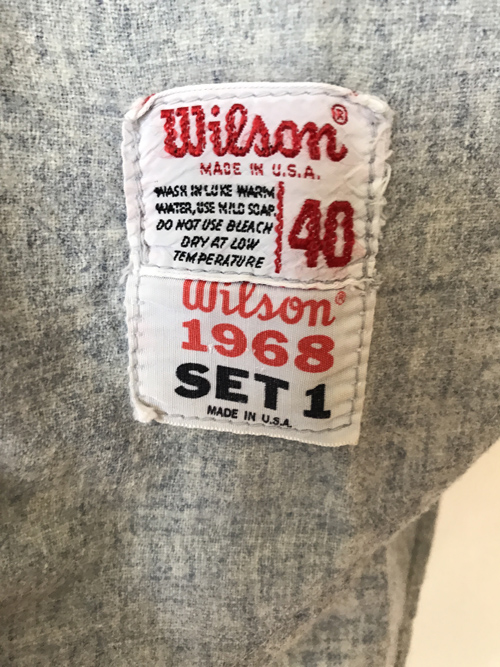 Wilson®
MADE IN U.S.A.
WASH IN LUKE WARM
WATER, USE MILD SOAP.
DO NOT USE BLEACH
DRY AT LOW
TEMPERATURE
40
Wilson®
1968
SET 1
MADE IN U.S.A.